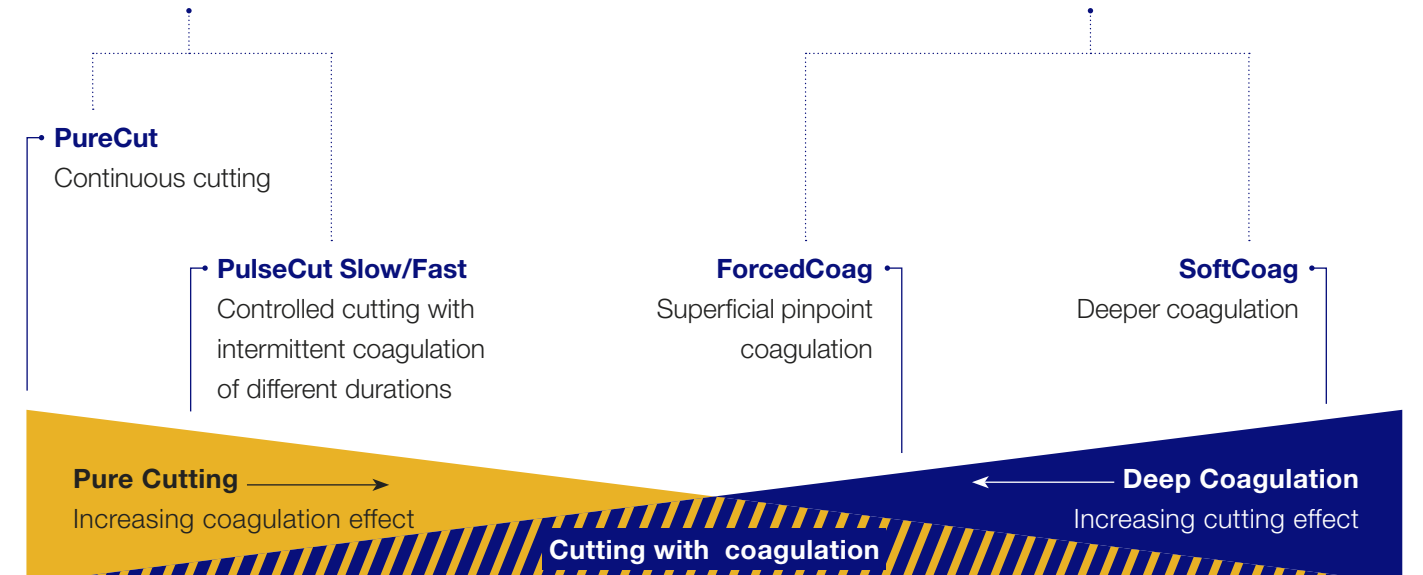 PureCut
Continuous cutting
PulseCut Slow/Fast
Controlled cutting with
intermittent coagulation
of different durations
ForcedCoag
Superficial pinpoint
coagulation
SoftCoag
Deeper coagulation
Pure Cutting
Increasing coagulation effect
Deep Coagulation
Increasing cutting effect
Cutting with coagulation